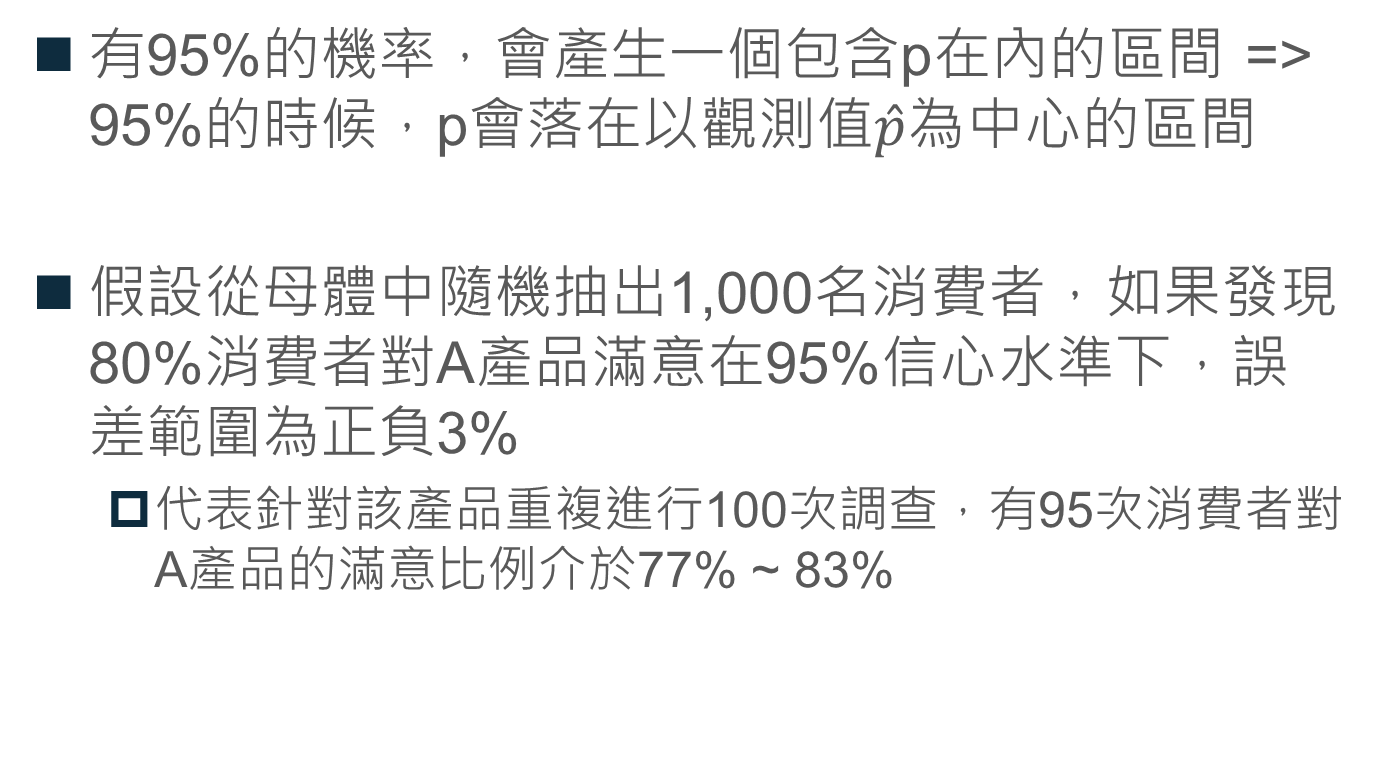 有95%的機率，會產生一個包含p在內的區間 =>
95%的時候，p會落在以觀測值p̂為中心的區間
假設從母體中隨機抽出1,000名消費者，如果發現
80%消費者對A產品滿意在95%信心水準下，誤
差範圍為正負3%
代表針對該產品重複進行100次調查，有95次消費者對
A產品的滿意比例介於77% ~ 83%